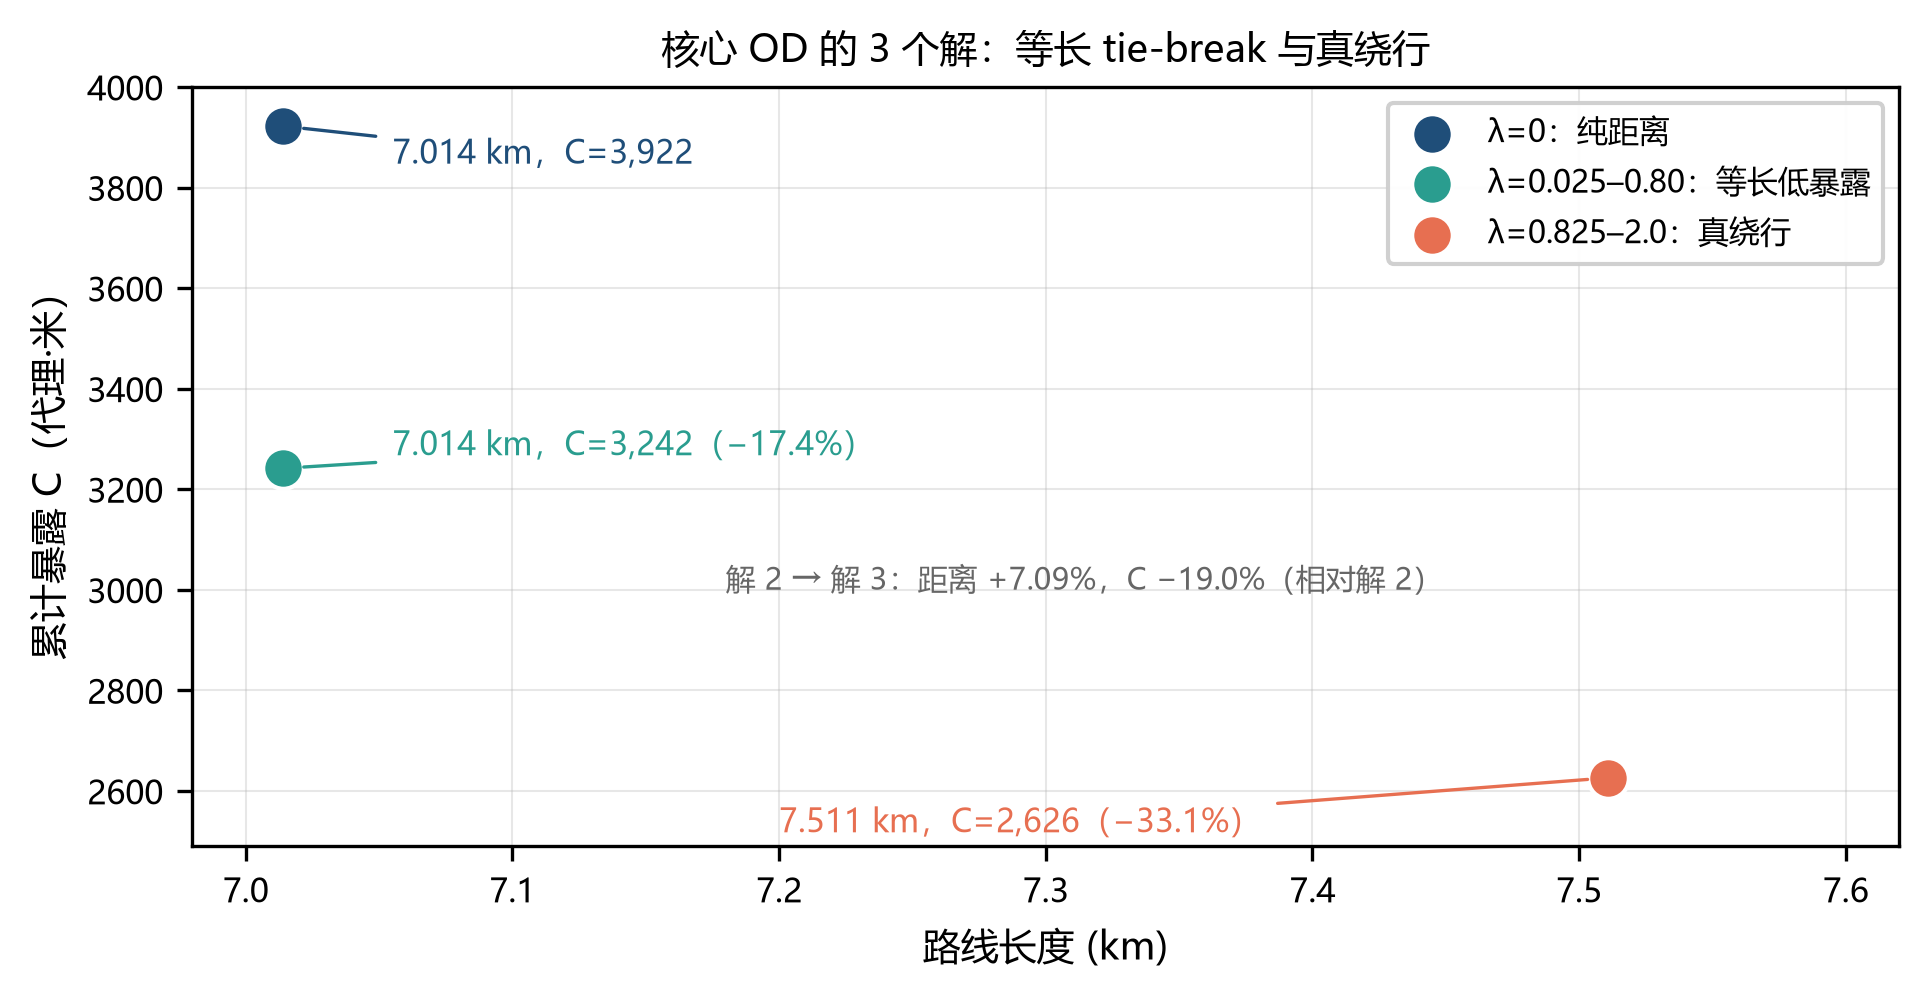 核心 OD 的 3 个解：等长 tie-break 与真绕行
4000
3800
3600
3400
3200
3000
2800
2600
累计暴露 C（代理·米）
λ=0：纯距离
λ=0.025–0.80：等长低暴露
λ=0.825–2.0：真绕行
7.014 km，C=3,922
7.014 km，C=3,242（−17.4%）
解 2 → 解 3：距离 +7.09%，C −19.0%（相对解 2）
7.511 km，C=2,626（−33.1%）
7.0 7.1 7.2 7.3 7.4 7.5 7.6
路线长度 (km)